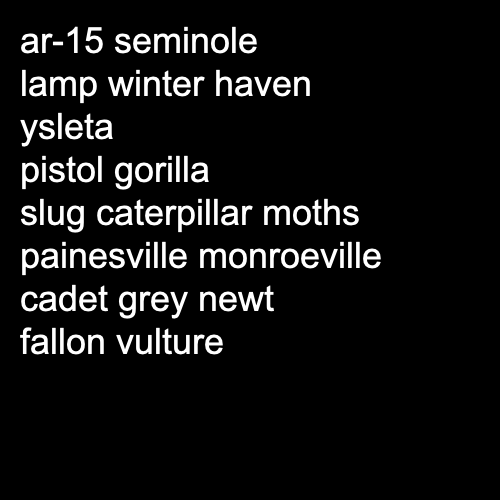 ar-15 seminole
lamp winter haven
ysleta
pistol gorilla
slug caterpillar moths
painesville monroeville
cadet grey newt
fallon vulture